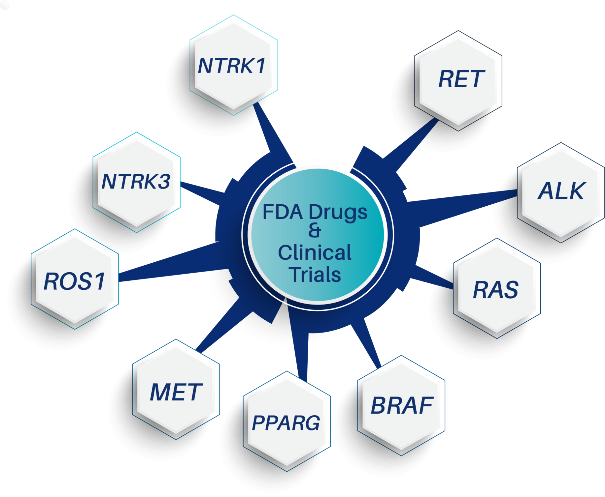 NTRK1
RET
NTRK3
ALK
FDA Drugs
&
Clinical
Trials
ROS1
RAS
MET
PPARG
BRAF